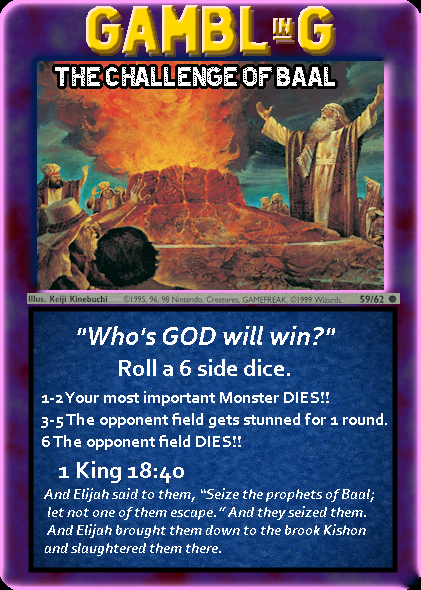 GAMBLinG
THE CHALLENGE OF BAAL
Illus. Keiji Kinebuchi ©1995, 96, 98 Nintendo, Creatures, GAMEFREAK. ©1999 Wizards. 59/62
"Who's GOD will win?"
Roll a 6 side dice.
1-2 Your most important Monster DIES!!
3-5 The opponent field gets stunned for 1 round.
6 The opponent field DIES!!
1 King 18:40
And Elijah said to them, “Seize the prophets of Baal;
let not one of them escape.” And they seized them.
And Elijah brought them down to the brook Kishon
and slaughtered them there.